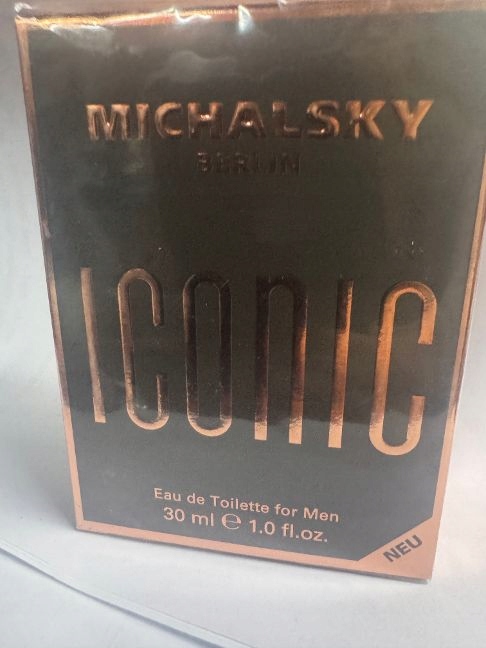 MICHALSKY
BERLIN
ICONIC
Eau de Toilette for Men
30 ml ℮ 1.0 fl.oz.
NEU